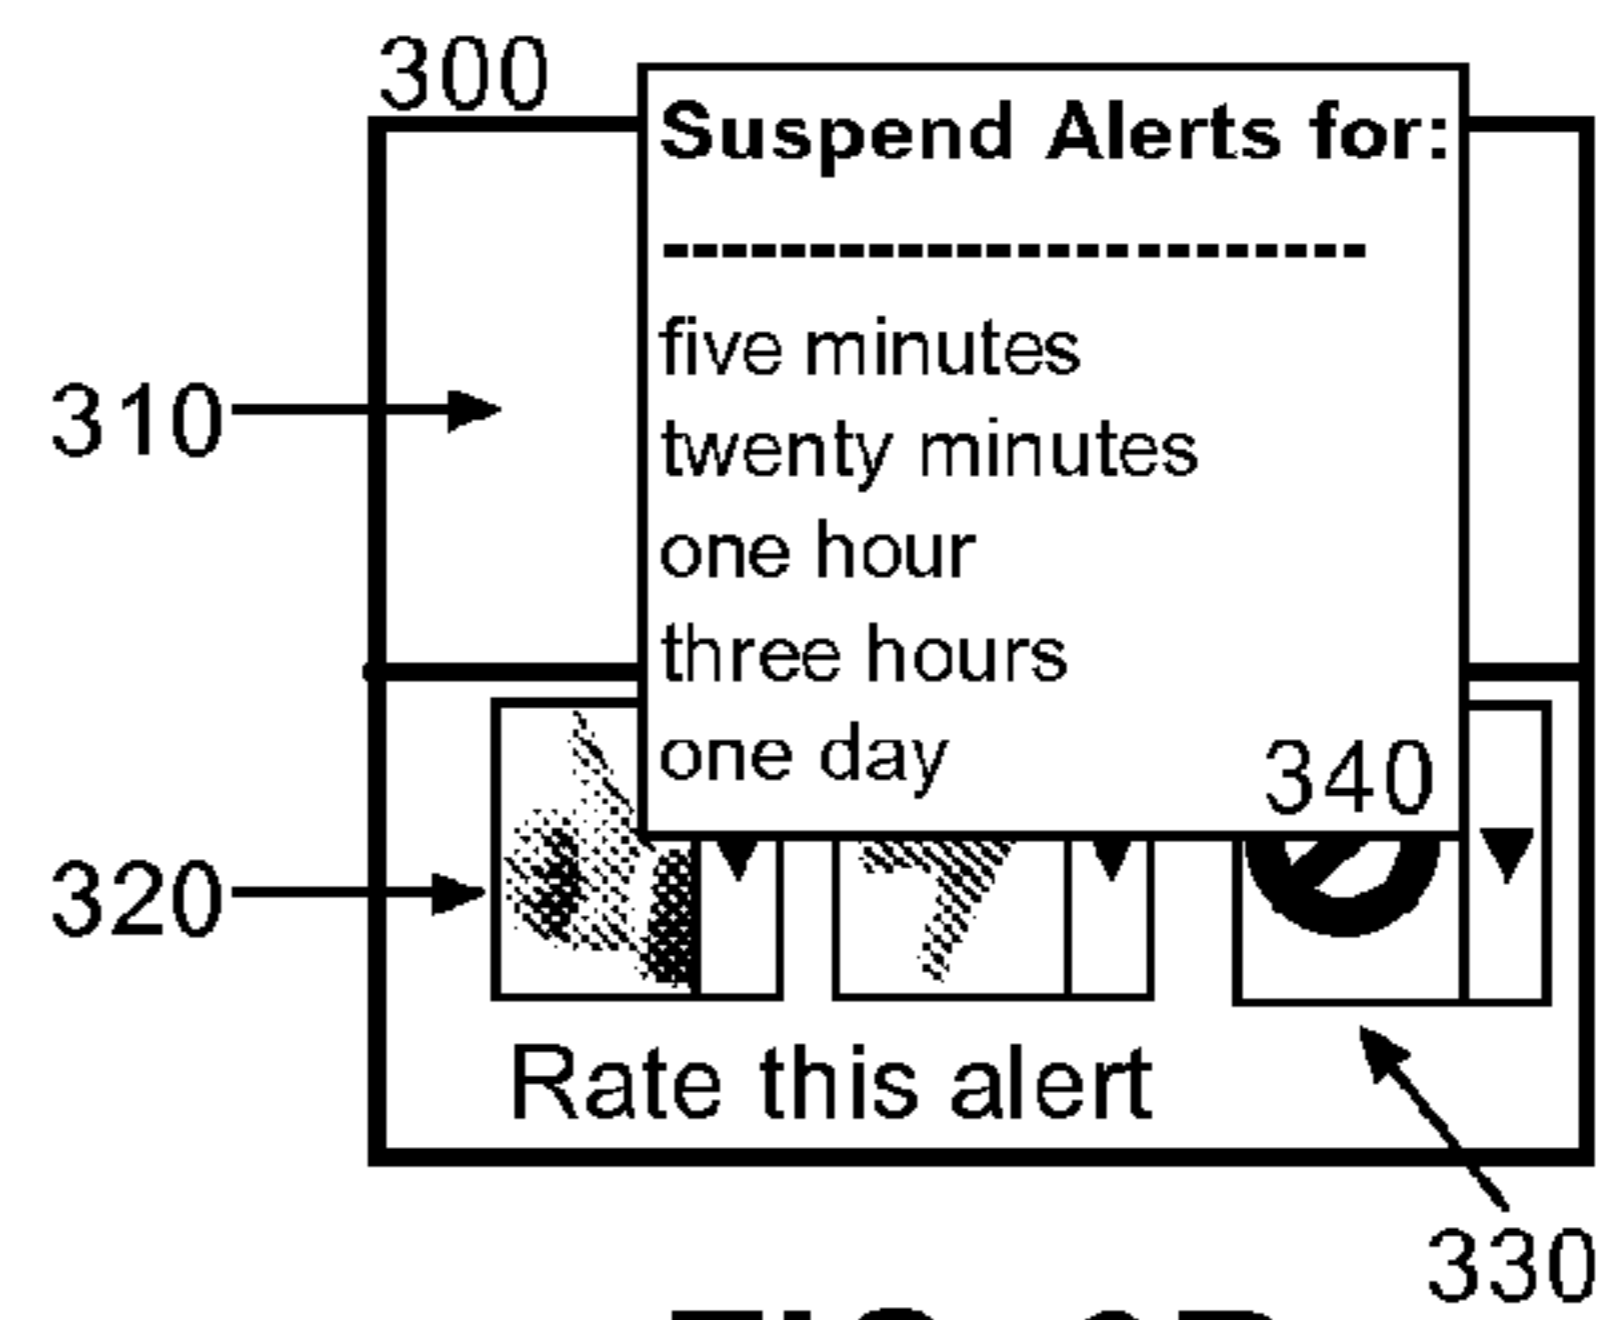 300
Suspend Alerts for:
-------------------------
five minutes
310
twenty minutes
one hour
three hours
one day
340
320
Rate this alert
330